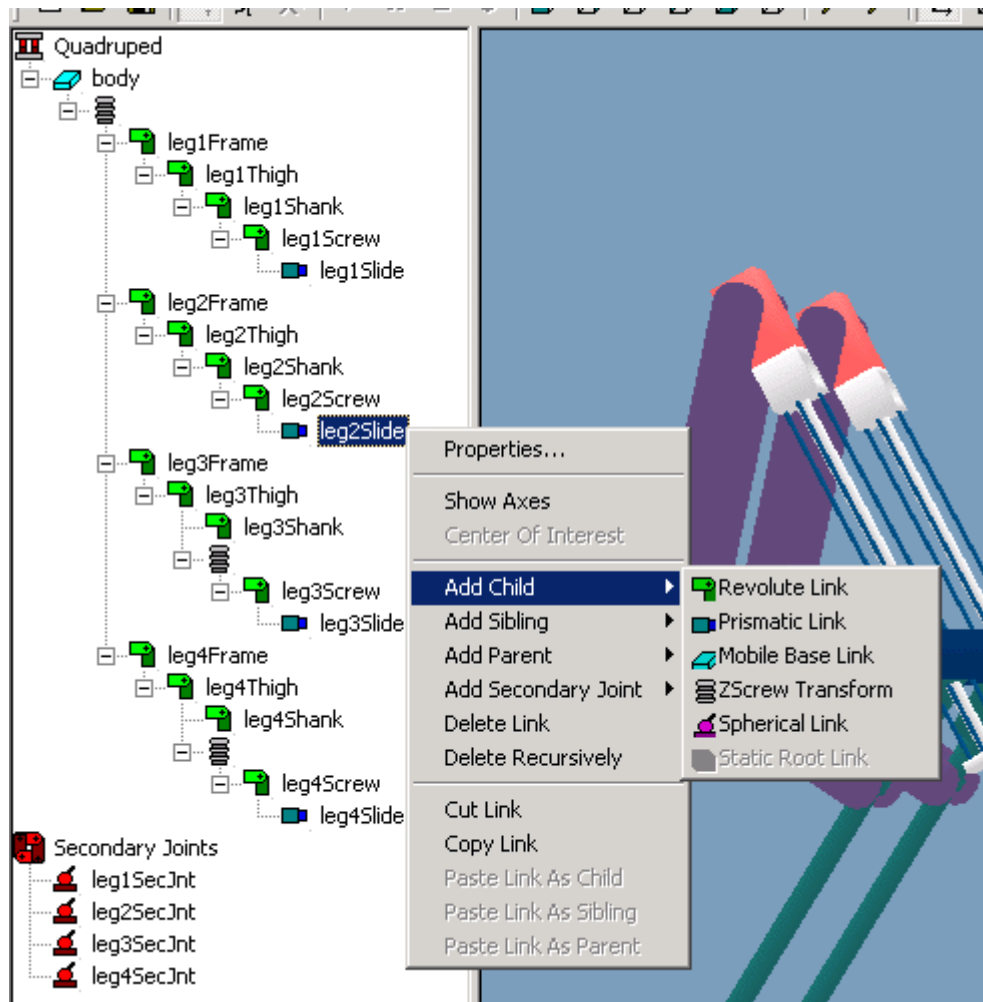 Quadruped
body
leg1Frame
leg1Thigh
leg1Shank
leg1Screw
leg1Slide
leg2Frame
leg2Thigh
leg2Shank
leg2Screw
leg2Slide
leg3Frame
leg3Thigh
leg3Shank
leg3Screw
leg3Slide
leg4Frame
leg4Thigh
leg4Shank
leg4Screw
leg4Slide
Secondary Joints
leg1SecJnt
leg2SecJnt
leg3SecJnt
leg4SecJnt
Properties...
Show Axes
Center Of Interest
Add Child
Add Sibling
Add Parent
Add Secondary Joint
Delete Link
Delete Recursively
Cut Link
Copy Link
Paste Link As Child
Paste Link As Sibling
Paste Link As Parent
Revolute Link
Prismatic Link
Mobile Base Link
ZScrew Transform
Spherical Link
Static Root Link